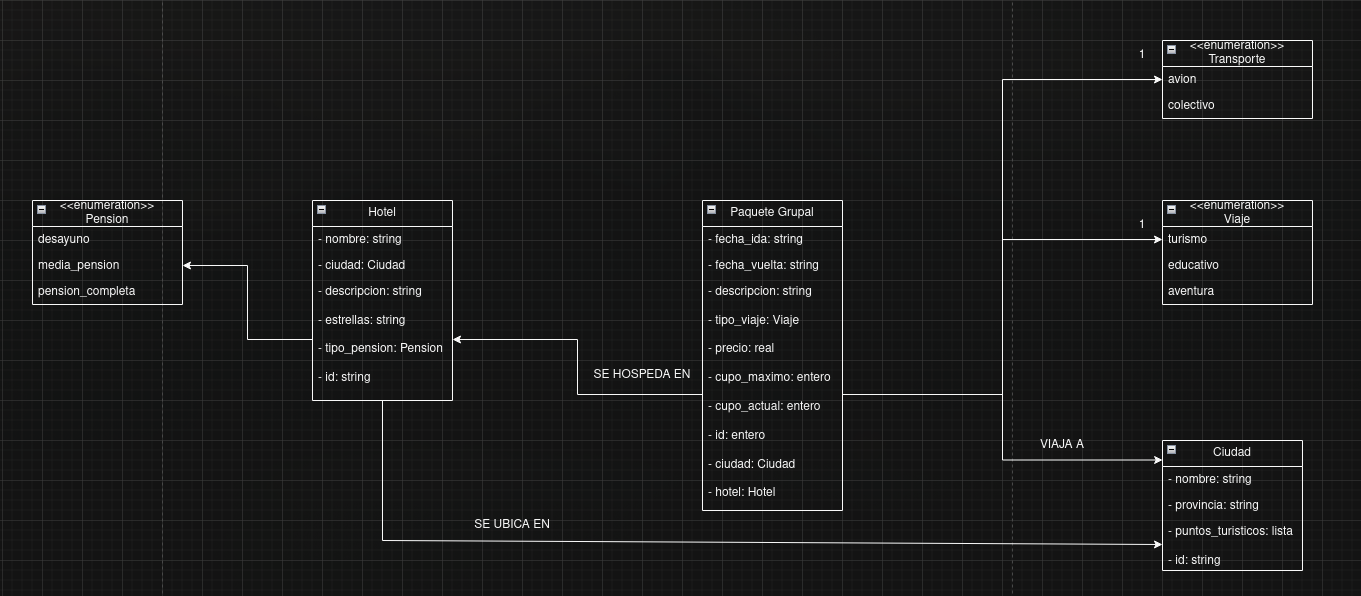 1
<<enumeration>>
Transporte
avion
colectivo
<<enumeration>>
Pension
desayuno
media_pension
pension_completa
Hotel
- nombre: string
- ciudad: Ciudad
- descripcion: string
- estrellas: string
- tipo_pension: Pension
- id: string
SE HOSPEDA EN
Paquete Grupal
- fecha_ida: string
- fecha_vuelta: string
- descripcion: string
- tipo_viaje: Viaje
- precio: real
- cupo_maximo: entero
- cupo_actual: entero
- id: entero
- ciudad: Ciudad
- hotel: Hotel
1
<<enumeration>>
Viaje
turismo
educativo
aventura
VIAJA A
Ciudad
- nombre: string
- provincia: string
- puntos_turisticos: lista
- id: string
SE UBICA EN